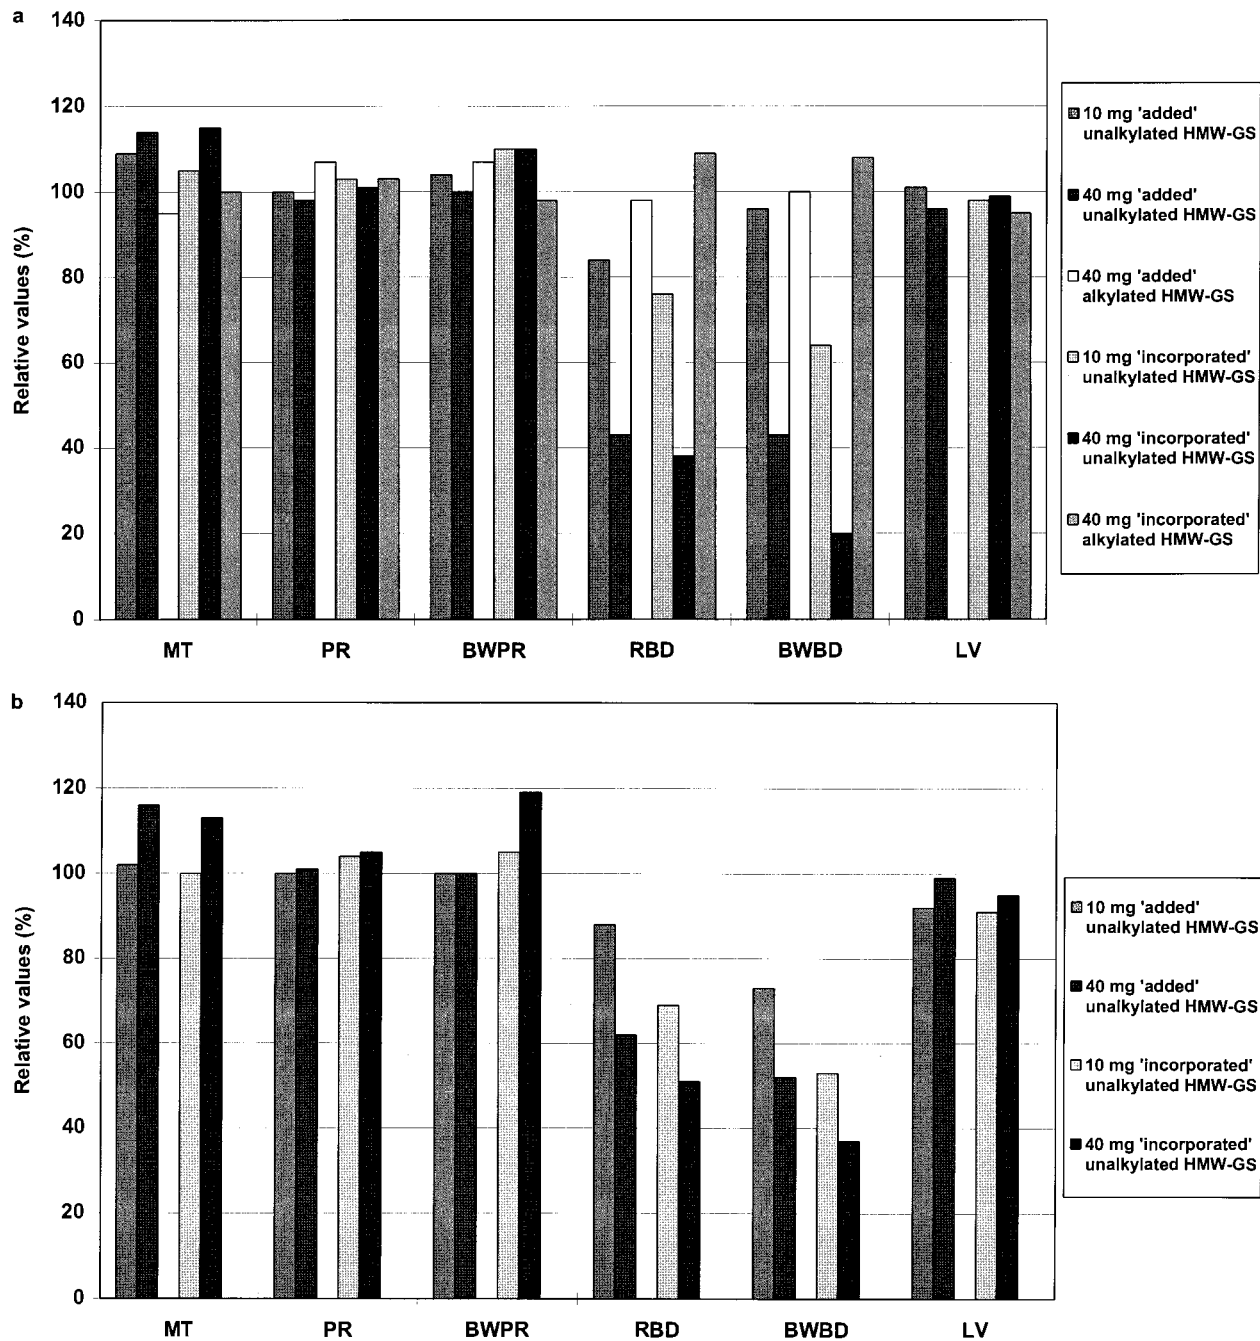 a
140
120
100
80
60
40
20
0
Relative values (%)
MT PR BWPR RBD BWBD LV
10 mg 'added'
unalkylated HMW-GS
40 mg 'added'
unalkylated HMW-GS
40 mg 'added'
alkylated HMW-GS
10 mg 'incorporated'
unalkylated HMW-GS
40 mg 'incorporated'
unalkylated HMW-GS
40 mg 'incorporated'
alkylated HMW-GS
b
140
120
100
80
60
40
20
0
Relative values (%)
MT PR BWPR RBD BWBD LV
10 mg 'added'
unalkylated HMW-GS
40 mg 'added'
unalkylated HMW-GS
10 mg 'incorporated'
unalkylated HMW-GS
40 mg 'incorporated'
unalkylated HMW-GS